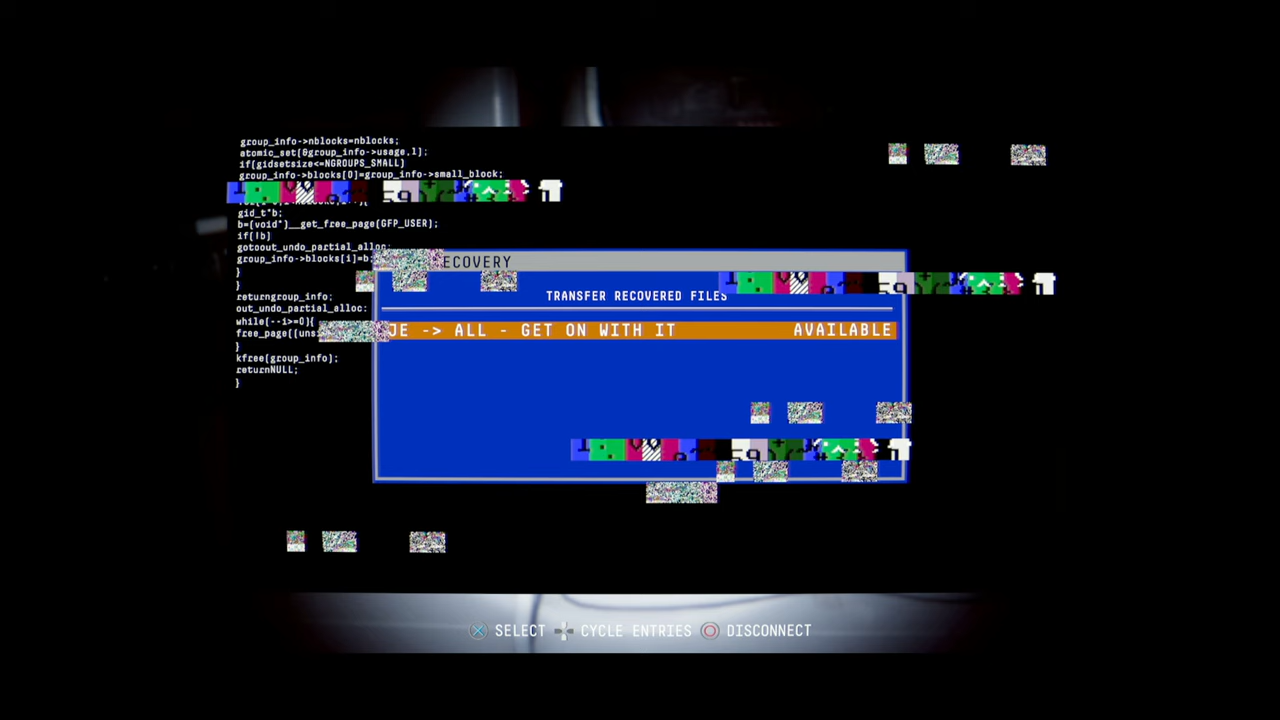 group_info->nblocks=nblocks;
atomic_set(&group_info->usage,1);
if(gidsetsize<=NGROUPS_SMALL)
group_info->blocks[0]=group_info->small_block;
gid_t*b;
b=(void*)__get_free_page(GFP_USER);
if(!b)
gotoout_undo_partial_alloc;
group_info->blocks[i]=b;
}
}
returngroup_info;
out_undo_partial_alloc:
while(--i>=0){
free_page((uns
}
kfree(group_info);
returnNULL;
}
ECOVERY
TRANSFER RECOVERED FILES
JE -> ALL - GET ON WITH IT AVAILABLE
SELECT CYCLE ENTRIES DISCONNECT